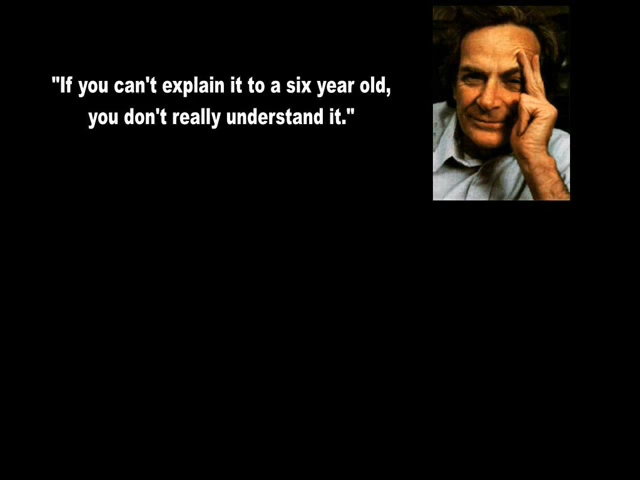 "If you can't explain it to a six year old,
you don't really understand it."